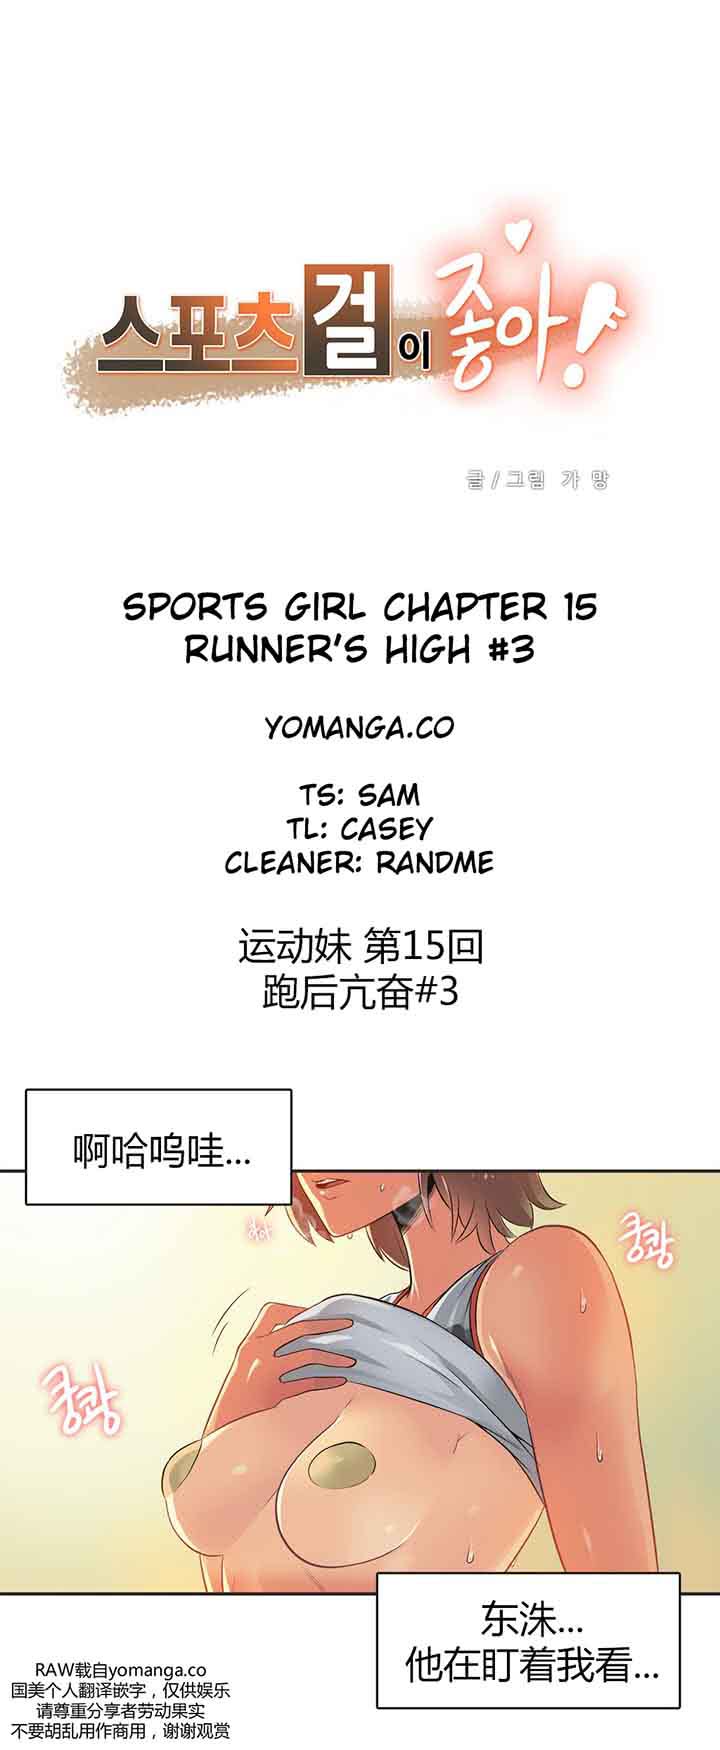 스포츠걸이 좋아!
글/그림 가망
SPORTS GIRL CHAPTER 15
RUNNER'S HIGH #3
YOMANGA.CO
TS: SAM
TL: CASEY
CLEANER: RANDME
运动妹 第15回
跑后亢奋#3
啊哈呜哇...
하아
쿵쾅
쿵쾅
东洙...
他在盯着我看...
RAW载自yomanga.co
国美个人翻译嵌字，仅供娱乐
请尊重分享者劳动果实
不要胡乱用作商用，谢谢观赏